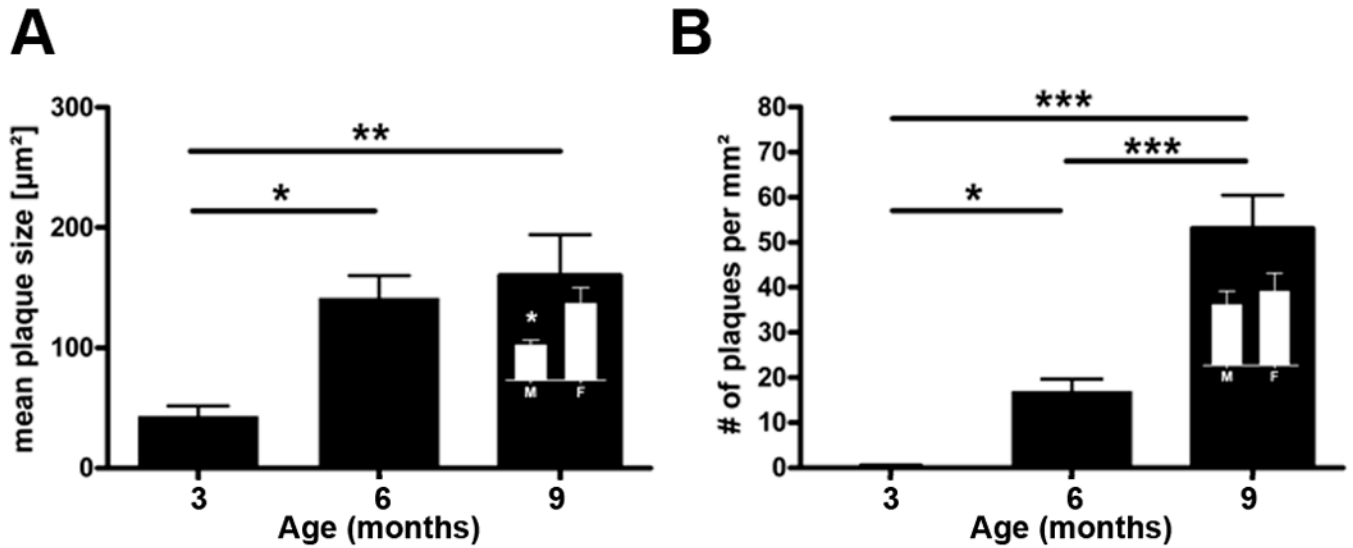 A
mean plaque size [µm²]
300
200
100
0
**
*
*
M F
3 6 9
Age (months)
B
# of plaques per mm²
80
70
60
50
40
30
20
10
0
***
***
*
M F
3 6 9
Age (months)